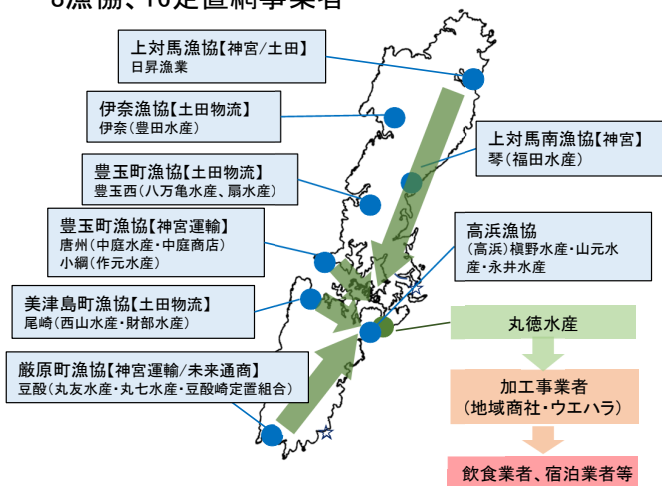 8漁協、16定置網事業者
上対馬漁協【神宮/土田】
日昇漁業
伊奈漁協【土田物流】
伊奈（豊田水産）
上対馬南漁協【神宮】
琴（福田水産）
豊玉町漁協【土田物流】
豊玉西（八万亀水産、扇水産）
豊玉町漁協【神宮運輸】
唐州（中庭水産・中庭商店）
小綱（作元水産）
高浜漁協
（高浜）槇野水産・山元水
産・永井水産
美津島町漁協【土田物流】
尾崎（西山水産・財部水産）
丸徳水産
厳原町漁協【神宮運輸/未来通商】
豆酘（丸友水産・丸七水産・豆酘崎定置組合）
加工事業者
（地域商社・ウエハラ）
飲食業者、宿泊業者等